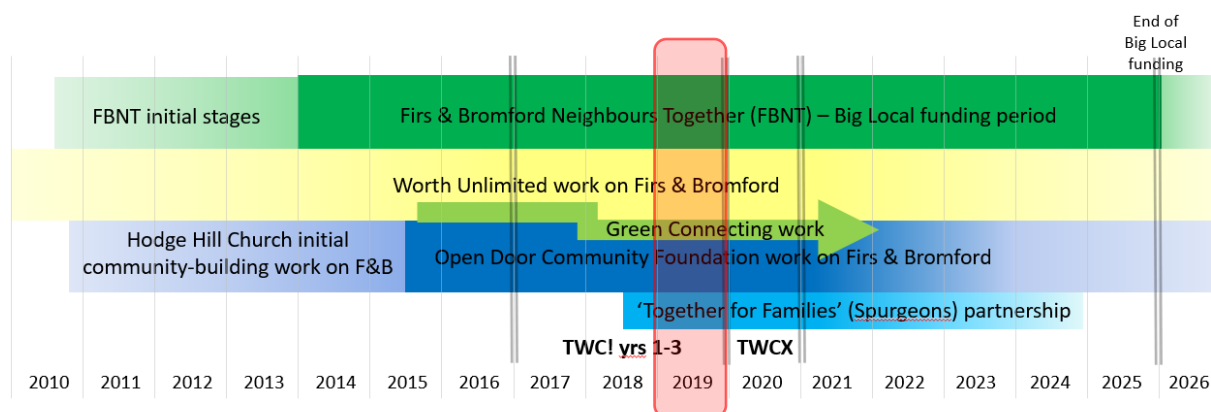 End of
Big Local
funding
FBNT initial stages
Firs & Bromford Neighbours Together (FBNT) – Big Local funding period
Worth Unlimited work on Firs & Bromford
Green Connecting work
Hodge Hill Church initial
community-building work on F&B
Open Door Community Foundation work on Firs & Bromford
‘Together for Families’ (Spurgeons) partnership
TWC! yrs 1-3
TWCX
2010 2011 2012 2013 2014 2015 2016 2017 2018 2019 2020 2021 2022 2023 2024 2025 2026